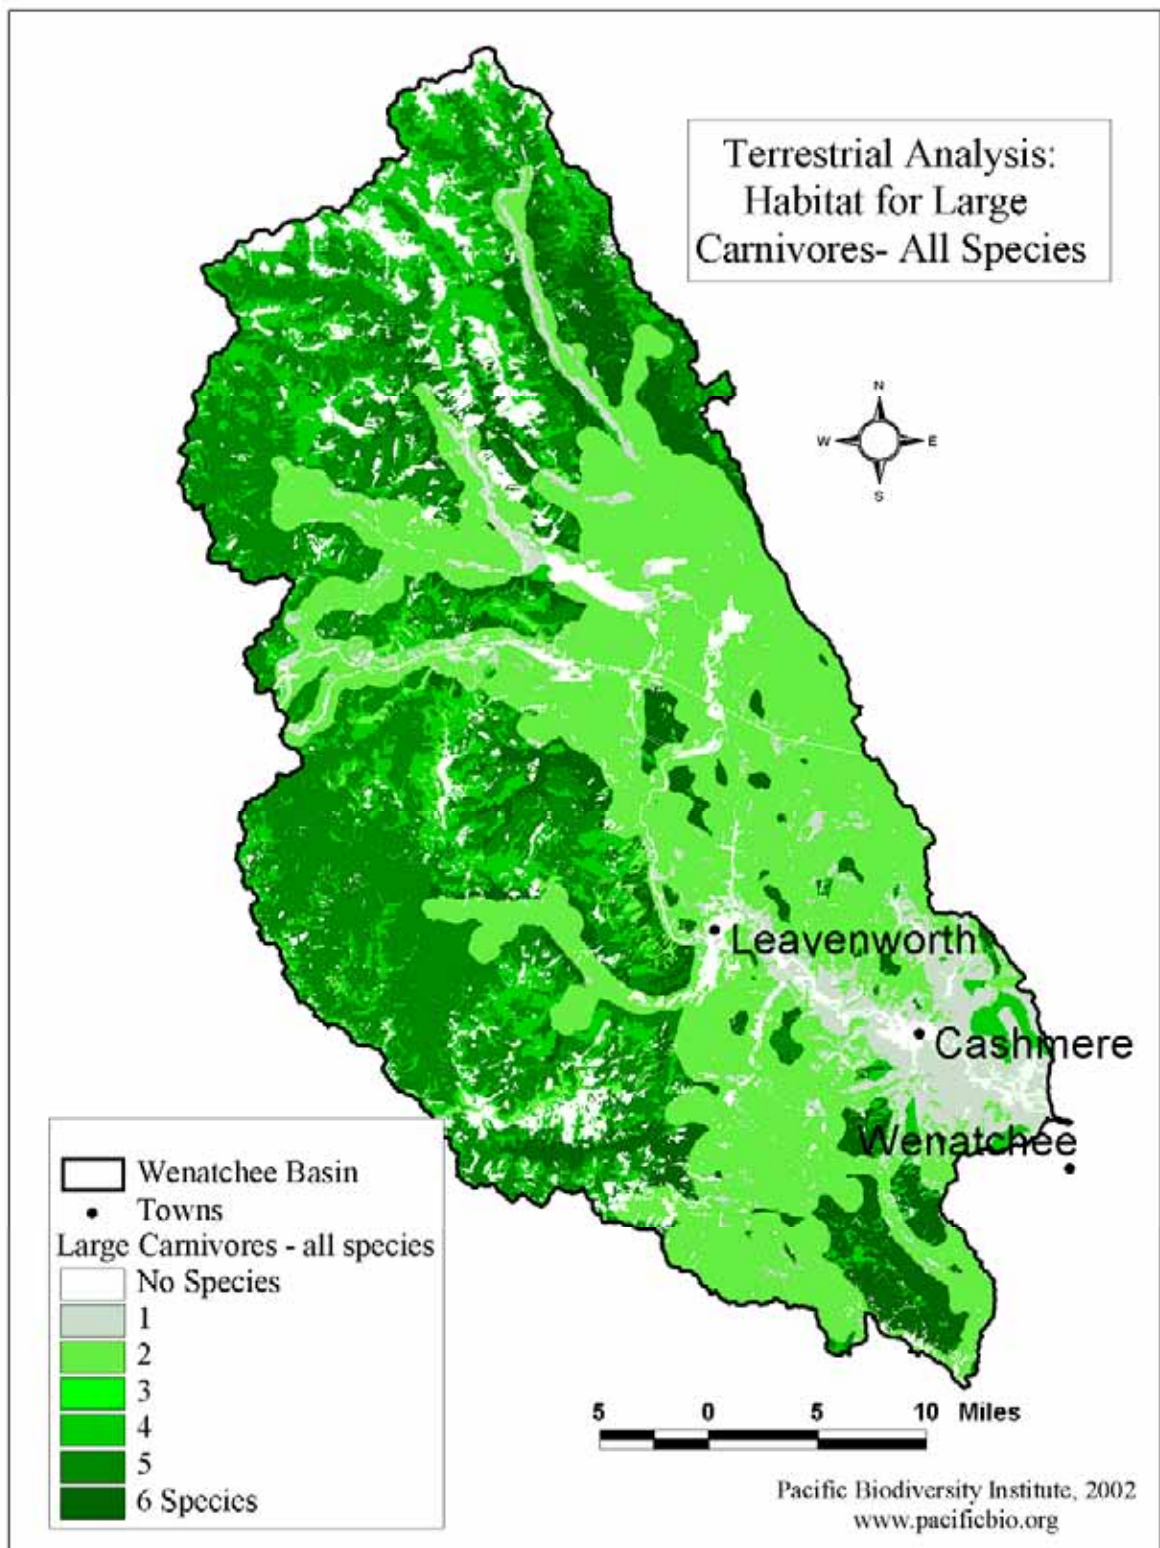 Terrestrial Analysis:
Habitat for Large
Carnivores- All Species
N
W E
S
Leavenworth
Cashmere
Wenatchee
Wenatchee Basin
Towns
Large Carnivores - all species
No Species
1
2
3
4
5
6 Species
5 0 5 10 Miles
Pacific Biodiversity Institute, 2002
www.pacificbio.org